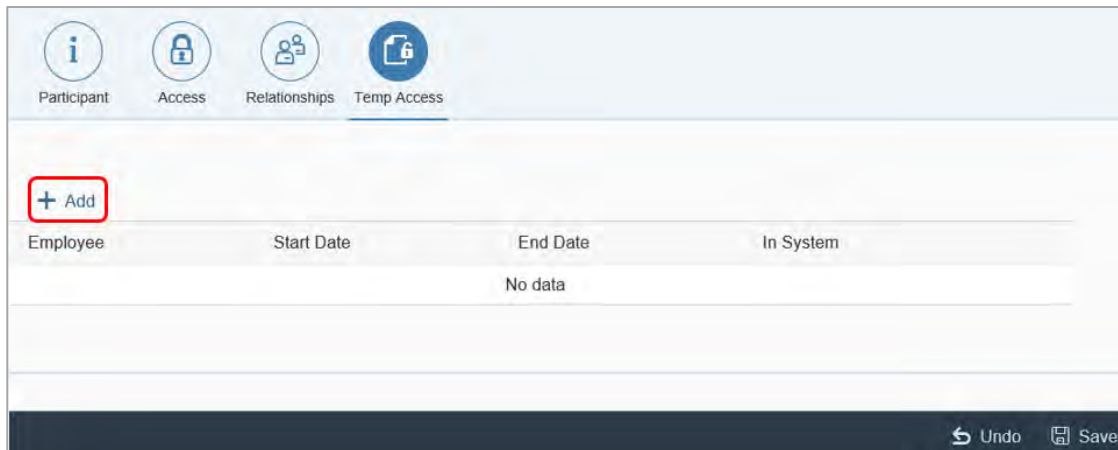 Participant Access Relationships Temp Access
+ Add
Employee Start Date End Date In System
No data
Undo Save